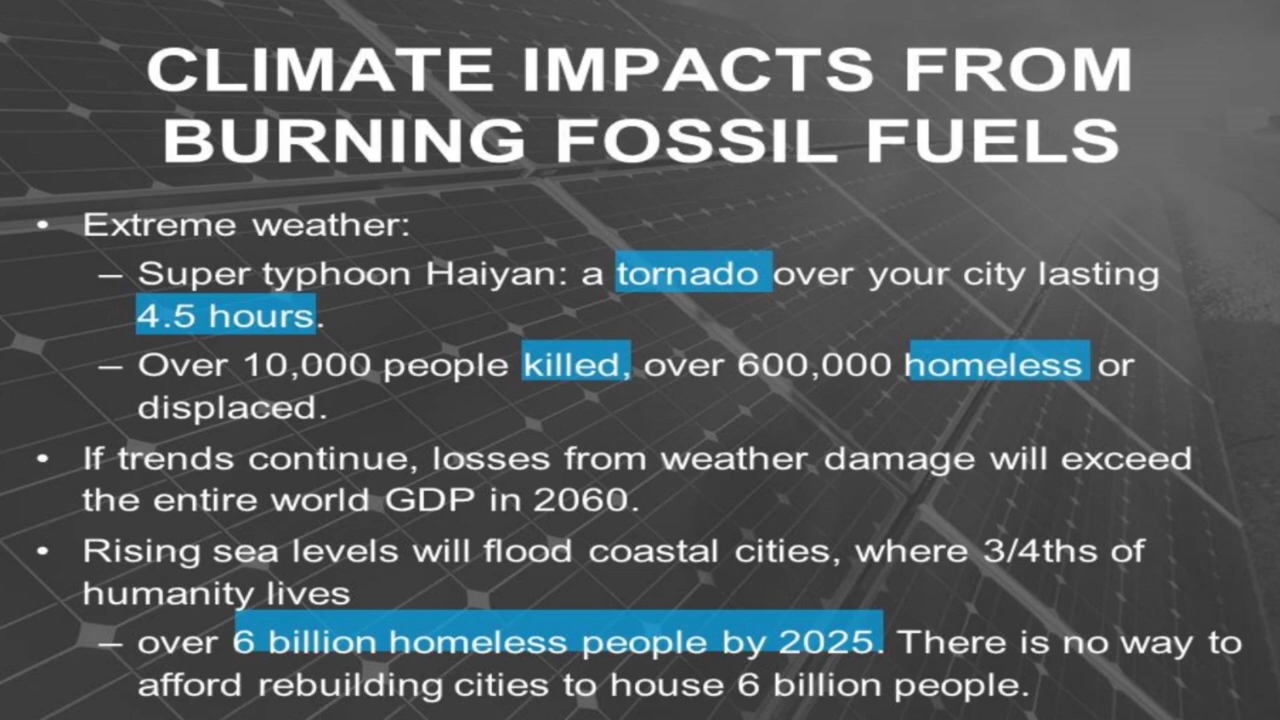 CLIMATE IMPACTS FROM
BURNING FOSSIL FUELS
• Extreme weather:
– Super typhoon Haiyan: a tornado over your city lasting
4.5 hours.
– Over 10,000 people killed, over 600,000 homeless or
displaced.
• If trends continue, losses from weather damage will exceed
the entire world GDP in 2060.
• Rising sea levels will flood coastal cities, where 3/4ths of
humanity lives
– over 6 billion homeless people by 2025. There is no way to
afford rebuilding cities to house 6 billion people.